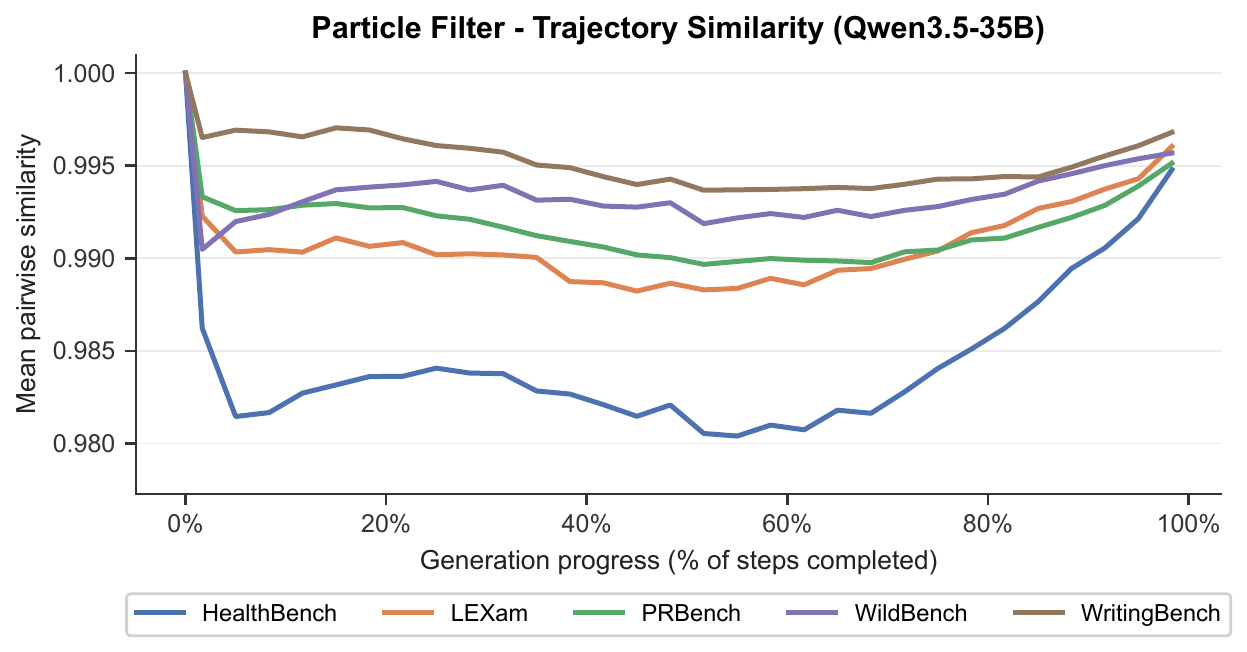 Particle Filter - Trajectory Similarity (Qwen3.5-35B)
1.000
0.995
0.990
0.985
0.980
Mean pairwise similarity
0% 20% 40% 60% 80% 100%
Generation progress (% of steps completed)
HealthBench LEXam PRBench WildBench WritingBench